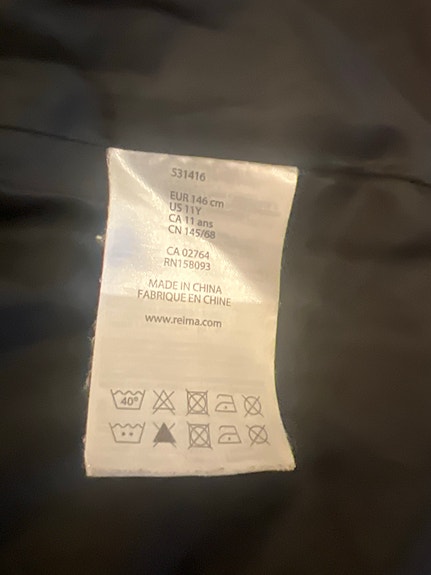 531416
EUR 146 cm
US 11Y
CA 11 ans
CN 145/68
CA 02764
RN158093
MADE IN CHINA
FABRIQUE EN CHINE
www.reima.com
40°